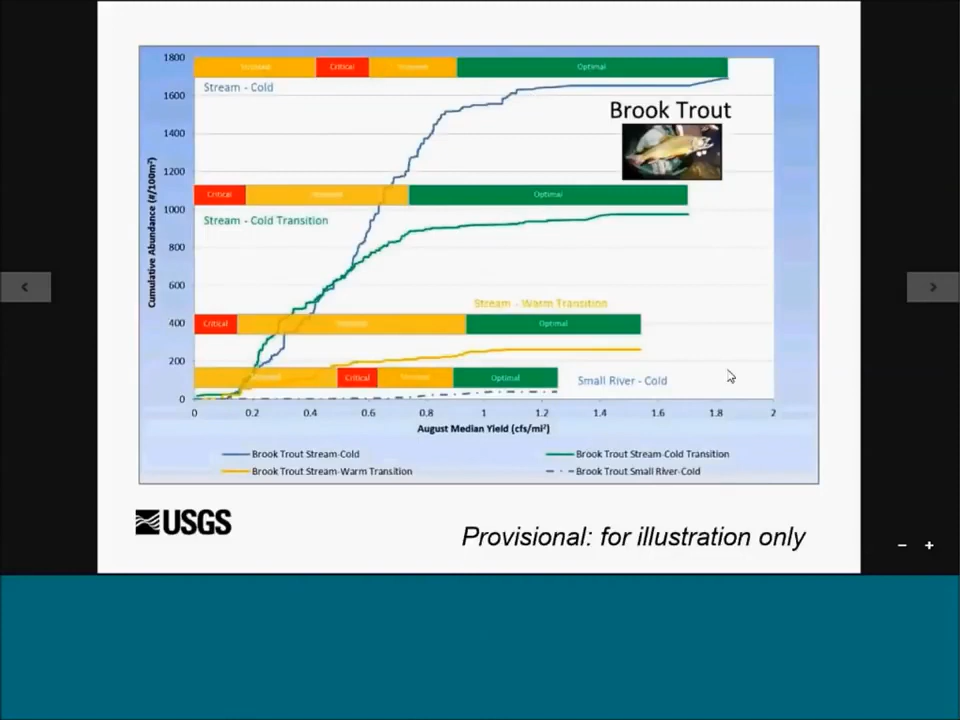 1800
Critical
Optimal
1600
Stream - Cold
Brook Trout
1400
1200
Critical
Optimal
1000
Stream - Cold Transition
800
600
Stream - Warm Transition
400
Critical
Optimal
200
Critical
Optimal
Small River - Cold
0
0 0.2 0.4 0.6 0.8 1 1.2 1.4 1.6 1.8 2
Cumulative Abundance (#/100m²)
August Median Yield (cfs/mi²)
Brook Trout Stream-Cold
Brook Trout Stream-Cold Transition
Brook Trout Stream-Warm Transition
Brook Trout Small River-Cold
USGS
Provisional: for illustration only